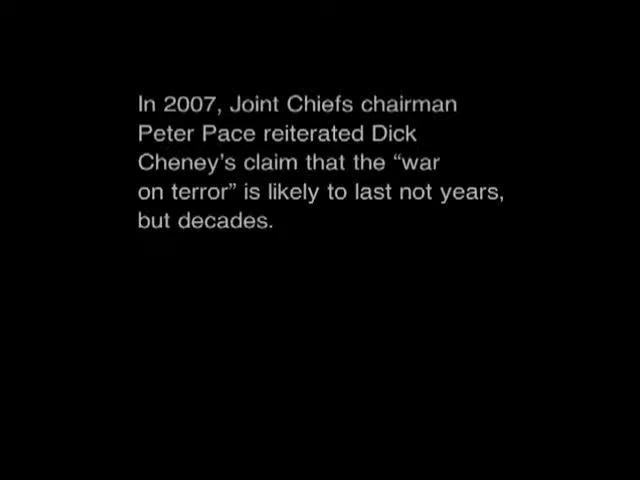 In 2007, Joint Chiefs chairman
Peter Pace reiterated Dick
Cheney’s claim that the “war
on terror” is likely to last not years,
but decades.